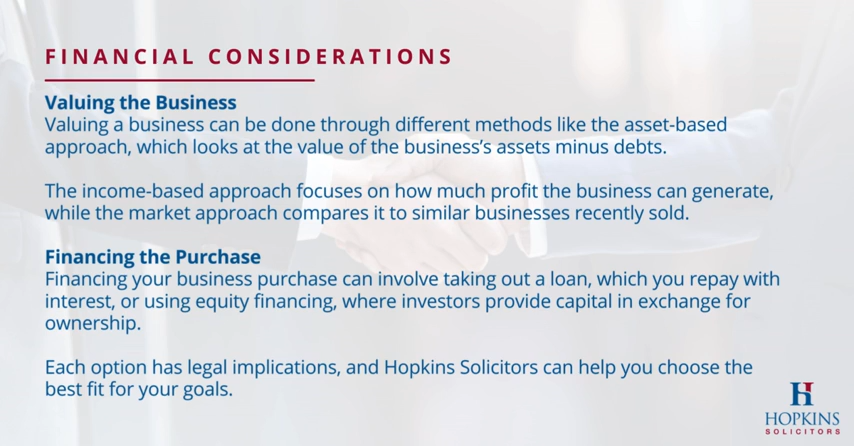 FINANCIAL CONSIDERATIONS
Valuing the Business
Valuing a business can be done through different methods like the asset-based
approach, which looks at the value of the business’s assets minus debts.
The income-based approach focuses on how much profit the business can generate,
while the market approach compares it to similar businesses recently sold.
Financing the Purchase
Financing your business purchase can involve taking out a loan, which you repay with
interest, or using equity financing, where investors provide capital in exchange for
ownership.
Each option has legal implications, and Hopkins Solicitors can help you choose the
best fit for your goals.
H
HOPKINS
SOLICITORS